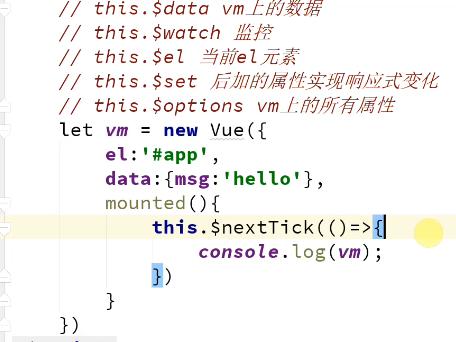 // this.$data vm上的数据
// this.$watch 监控
// this.$el 当前el元素
// this.$set 后加的属性实现响应式变化
// this.$options vm上的所有属性
let vm = new Vue({
el:'#app',
data:{msg:'hello'},
mounted(){
this.$nextTick(()=>{
console.log(vm);
})
}
})